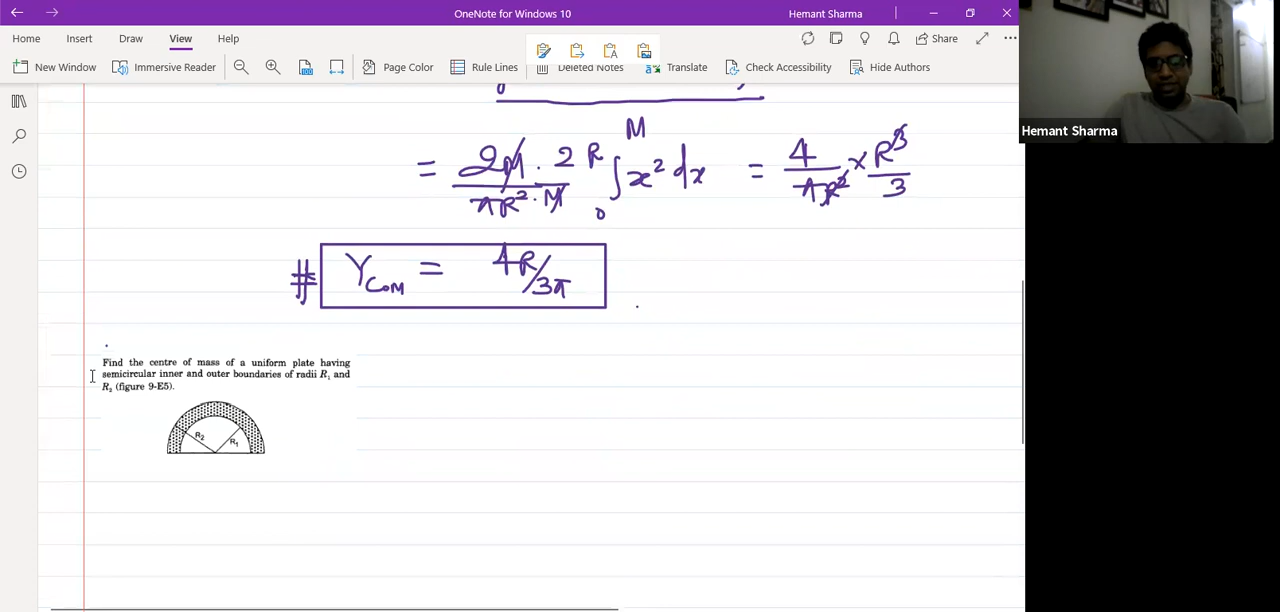 OneNote for Windows 10
Hemant Sharma
Home Insert Draw View Help
Share
New Window
Immersive Reader
Page Color
Rule Lines
Deleted Notes
Translate
Check Accessibility
Hide Authors
Hemant Sharma
M
= 2M . 2 / πR² . M ∫ 0 R x² dx = 4 / πR² × R³ / 3
# Y_COM = 4R/3π
Find the centre of mass of a uniform plate having
semicircular inner and outer boundaries of radii R₁ and
R₂ (figure 9-E5).
R₂
R₁